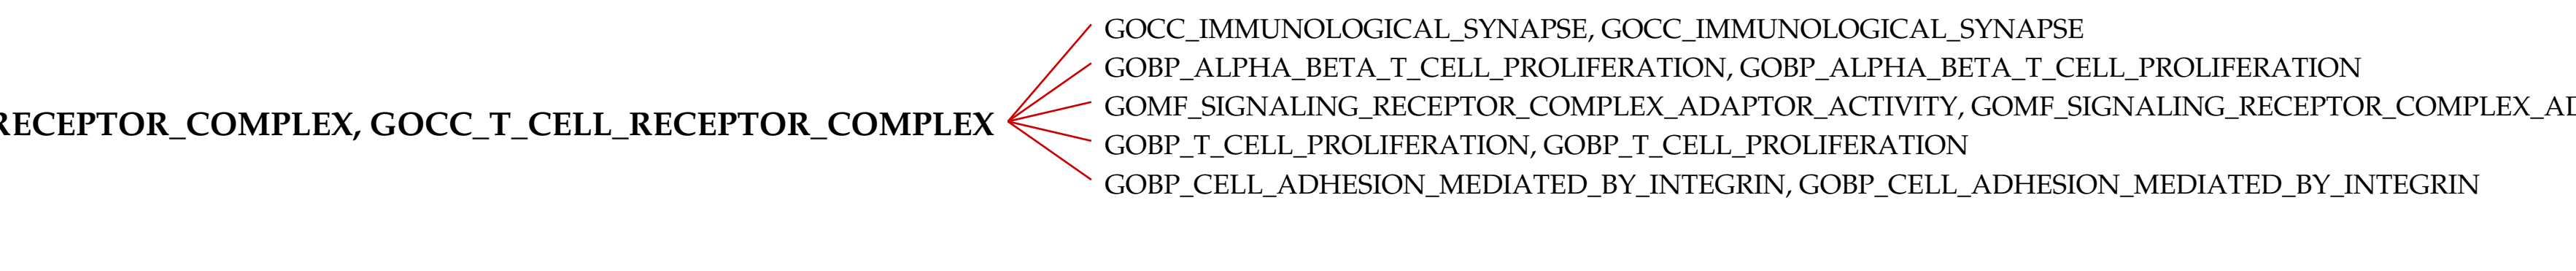 GOCC_IMMUNOLOGICAL_SYNAPSE, GOCC_IMMUNOLOGICAL_SYNAPSE
GOBP_ALPHA_BETA_T_CELL_PROLIFERATION, GOBP_ALPHA_BETA_T_CELL_PROLIFERATION
GOMF_SIGNALING_RECEPTOR_COMPLEX_ADAPTOR_ACTIVITY, GOMF_SIGNALING_RECEPTOR_COMPLEX_AD
RECEPTOR_COMPLEX, GOCC_T_CELL_RECEPTOR_COMPLEX
GOBP_T_CELL_PROLIFERATION, GOBP_T_CELL_PROLIFERATION
GOBP_CELL_ADHESION_MEDIATED_BY_INTEGRIN, GOBP_CELL_ADHESION_MEDIATED_BY_INTEGRIN